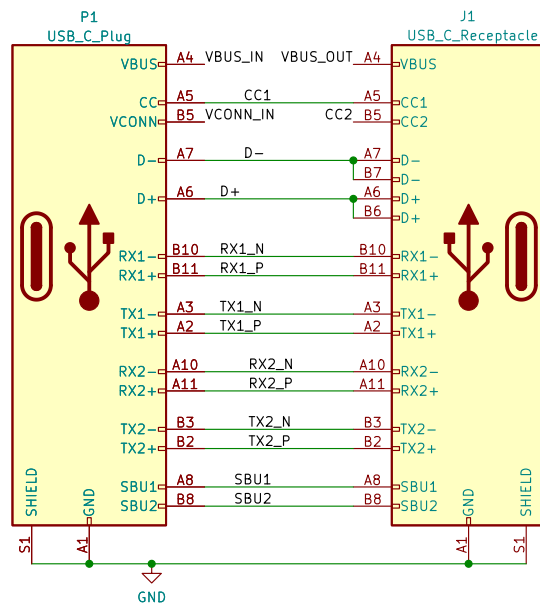 P1 J1
USB_C_Plug USB_C_Receptacle
VBUS A4 VBUS_IN VBUS_OUT A4 VBUS
CC A5 CC1 A5 CC1
VCONN B5 VCONN_IN CC2 B5 CC2
D- A7 D- A7 D-
B7 D-
D+ A6 D+ A6 D+
B6 D+
RX1- B10 RX1_N B10 RX1-
RX1+ B11 RX1_P B11 RX1+
TX1- A3 TX1_N A3 TX1-
TX1+ A2 TX1_P A2 TX1+
RX2- A10 RX2_N A10 RX2-
RX2+ A11 RX2_P A11 RX2+
TX2- B3 TX2_N B3 TX2-
TX2+ B2 TX2_P B2 TX2+
SBU1 A8 SBU1 A8 SBU1
SBU2 B8 SBU2 B8 SBU2
SHIELD GND GND SHIELD
S1 A1 A1 S1
GND